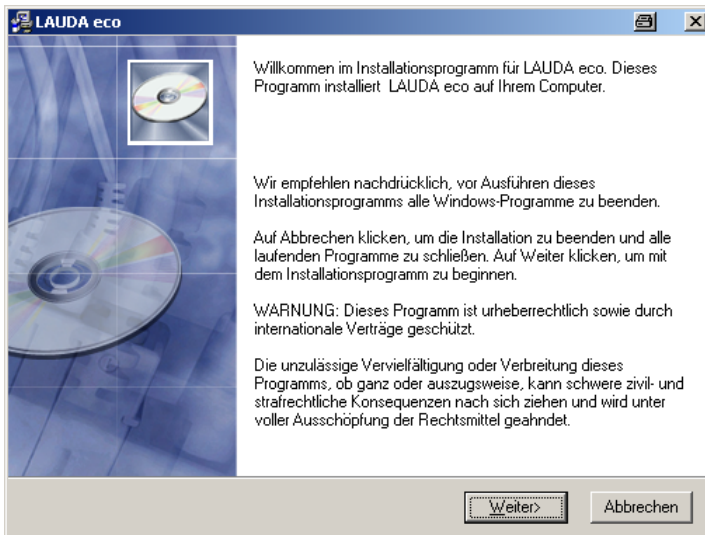 LAUDA eco
Willkommen im Installationsprogramm für LAUDA eco. Dieses
Programm installiert LAUDA eco auf Ihrem Computer.
Wir empfehlen nachdrücklich, vor Ausführen dieses
Installationsprogramms alle Windows-Programme zu beenden.
Auf Abbrechen klicken, um die Installation zu beenden und alle
laufenden Programme zu schließen. Auf Weiter klicken, um mit
dem Installationsprogramm zu beginnen.
WARNUNG: Dieses Programm ist urheberrechtlich sowie durch
internationale Verträge geschützt.
Die unzulässige Vervielfältigung oder Verbreitung dieses
Programms, ob ganz oder auszugsweise, kann schwere zivil- und
strafrechtliche Konsequenzen nach sich ziehen und wird unter
voller Ausschöpfung der Rechtsmittel geahndet.
Weiter>
Abbrechen